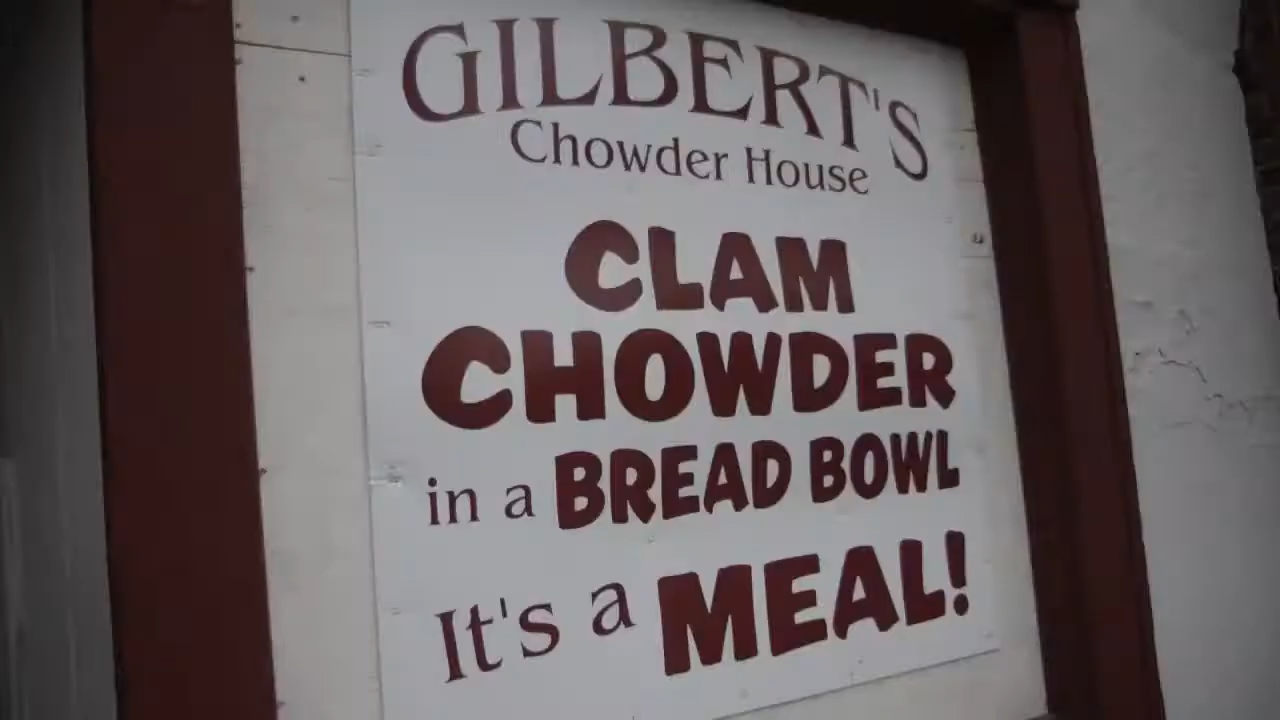 GILBERT'S
Chowder House
CLAM
CHOWDER
in a BREAD BOWL
It's a MEAL!